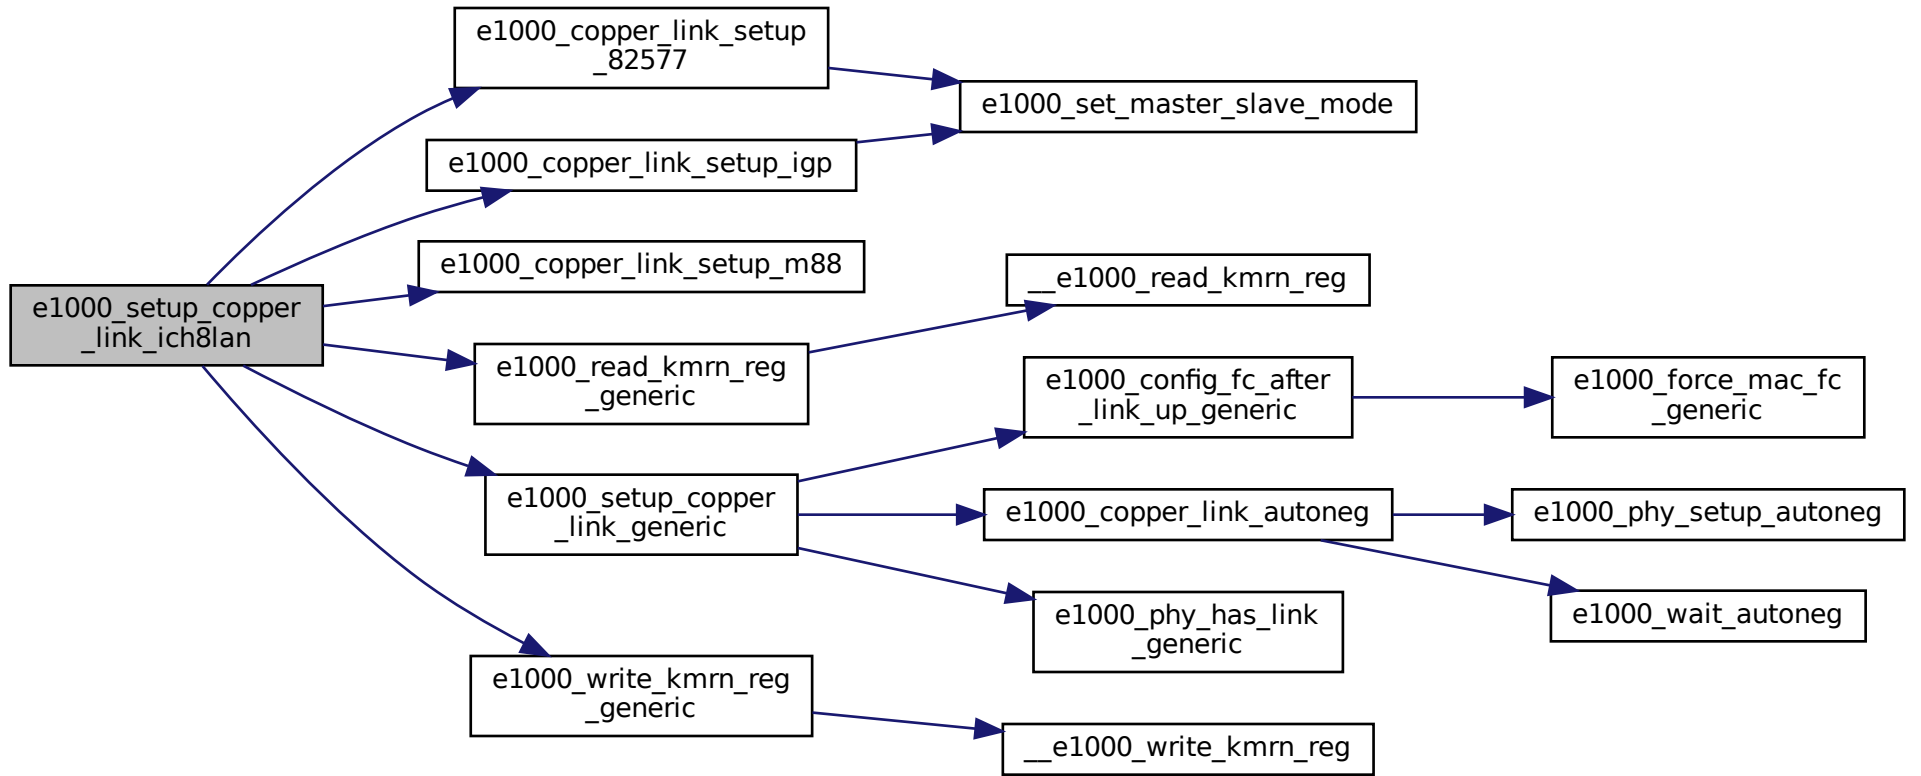 e1000_setup_copper
_link_ich8lan
e1000_copper_link_setup
_82577
e1000_set_master_slave_mode
e1000_copper_link_setup_igp
e1000_copper_link_setup_m88
e1000_read_kmrn_reg
_generic
__e1000_read_kmrn_reg
e1000_setup_copper
_link_generic
e1000_config_fc_after
_link_up_generic
e1000_force_mac_fc
_generic
e1000_copper_link_autoneg
e1000_phy_setup_autoneg
e1000_wait_autoneg
e1000_phy_has_link
_generic
e1000_write_kmrn_reg
_generic
__e1000_write_kmrn_reg